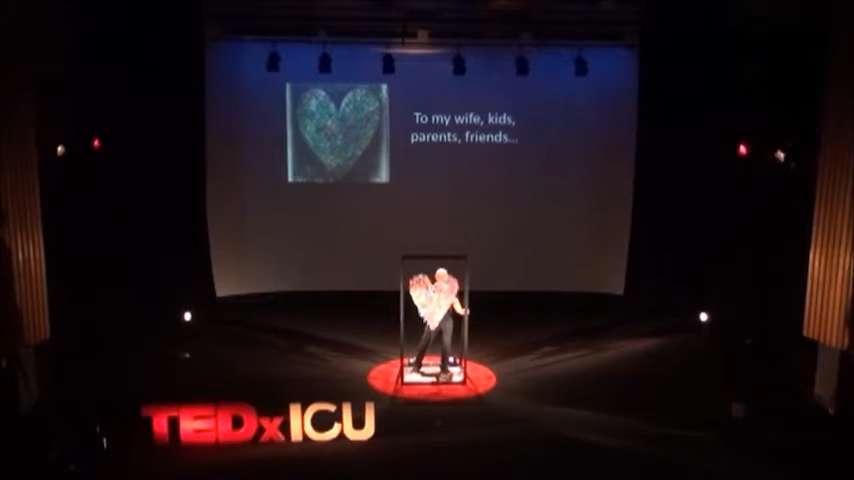 To my wife, kids,
parents, friends...
TEDxICU